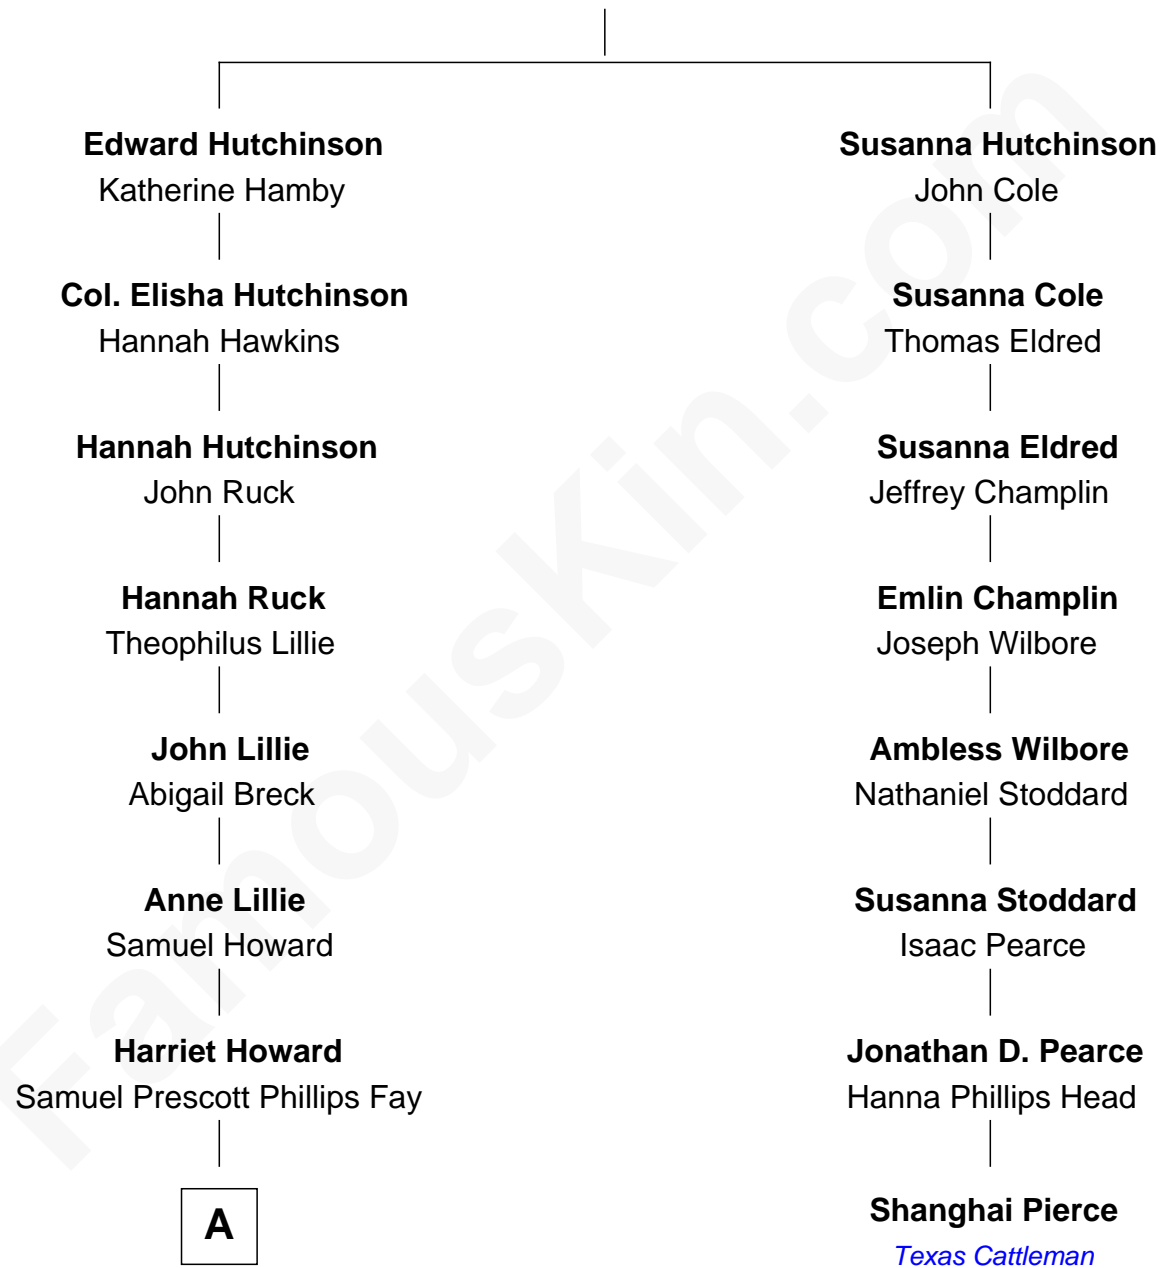 Edward Hutchinson
Katherine Hamby
Susanna Hutchinson
John Cole
Col. Elisha Hutchinson
Hannah Hawkins
Susanna Cole
Thomas Eldred
Hannah Hutchinson
John Ruck
Susanna Eldred
Jeffrey Champlin
Hannah Ruck
Theophilus Lillie
Emlin Champlin
Joseph Wilbore
John Lillie
Abigail Breck
Ambless Wilbore
Nathaniel Stoddard
Anne Lillie
Samuel Howard
Susanna Stoddard
Isaac Pearce
Harriet Howard
Samuel Prescott Phillips Fay
Jonathan D. Pearce
Hanna Phillips Head
A
Shanghai Pierce
Texas Cattleman
FamousKin.com